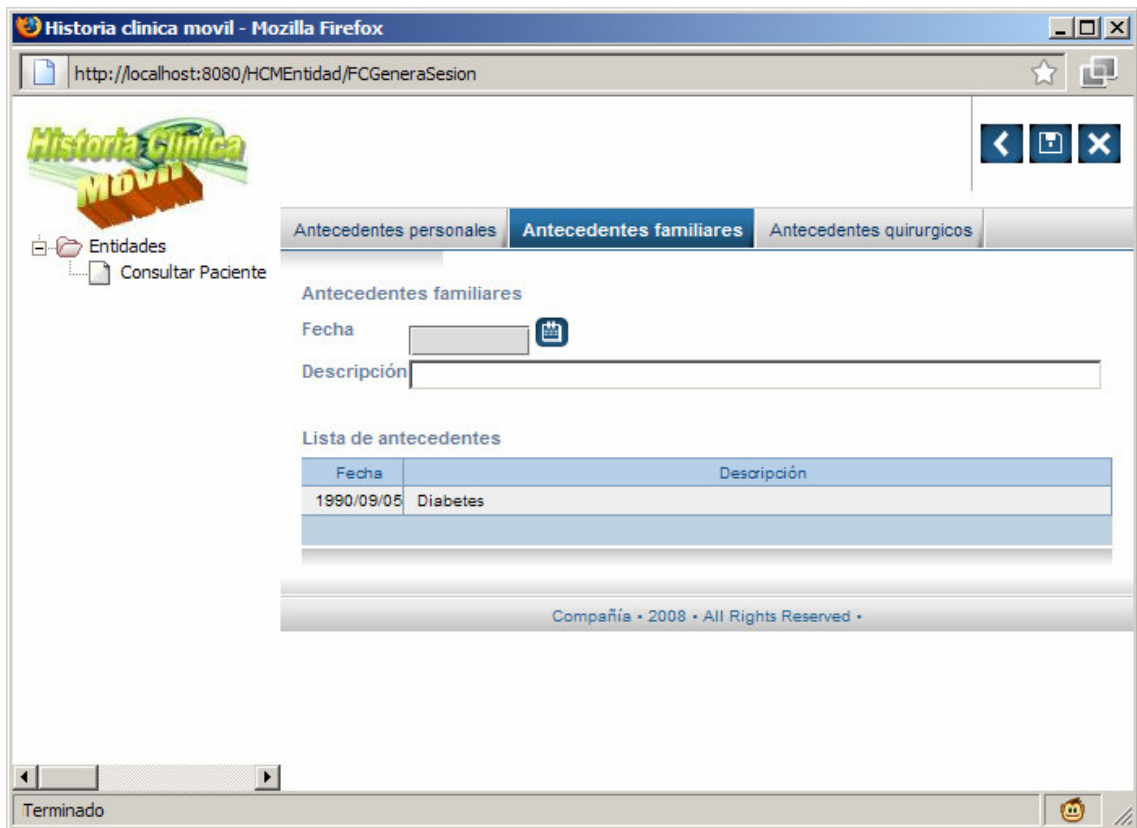 Historia clinica movil - Mozilla Firefox
http://localhost:8080/HCMEntidad/FCGeneraSesion
Historia Clinica
Móvil
Entidades
Consultar Paciente
Antecedentes personales Antecedentes familiares Antecedentes quirurgicos
Antecedentes familiares
Fecha
Descripción
Lista de antecedentes
Fecha Descripción
1990/09/05 Diabetes
Compañía • 2008 • All Rights Reserved •
Terminado